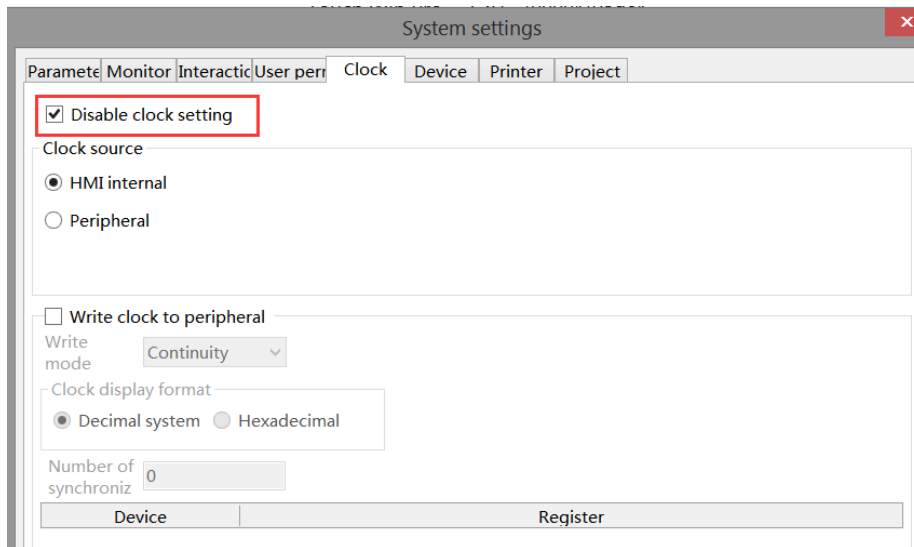 System settings
Paramete Monitor Interactic User perr Clock Device Printer Project
Disable clock setting
Clock source
HMI internal
Peripheral
Write clock to peripheral
Write
mode
Continuity
Clock display format
Decimal system Hexadecimal
Number of
synchroniz
0
Device Register